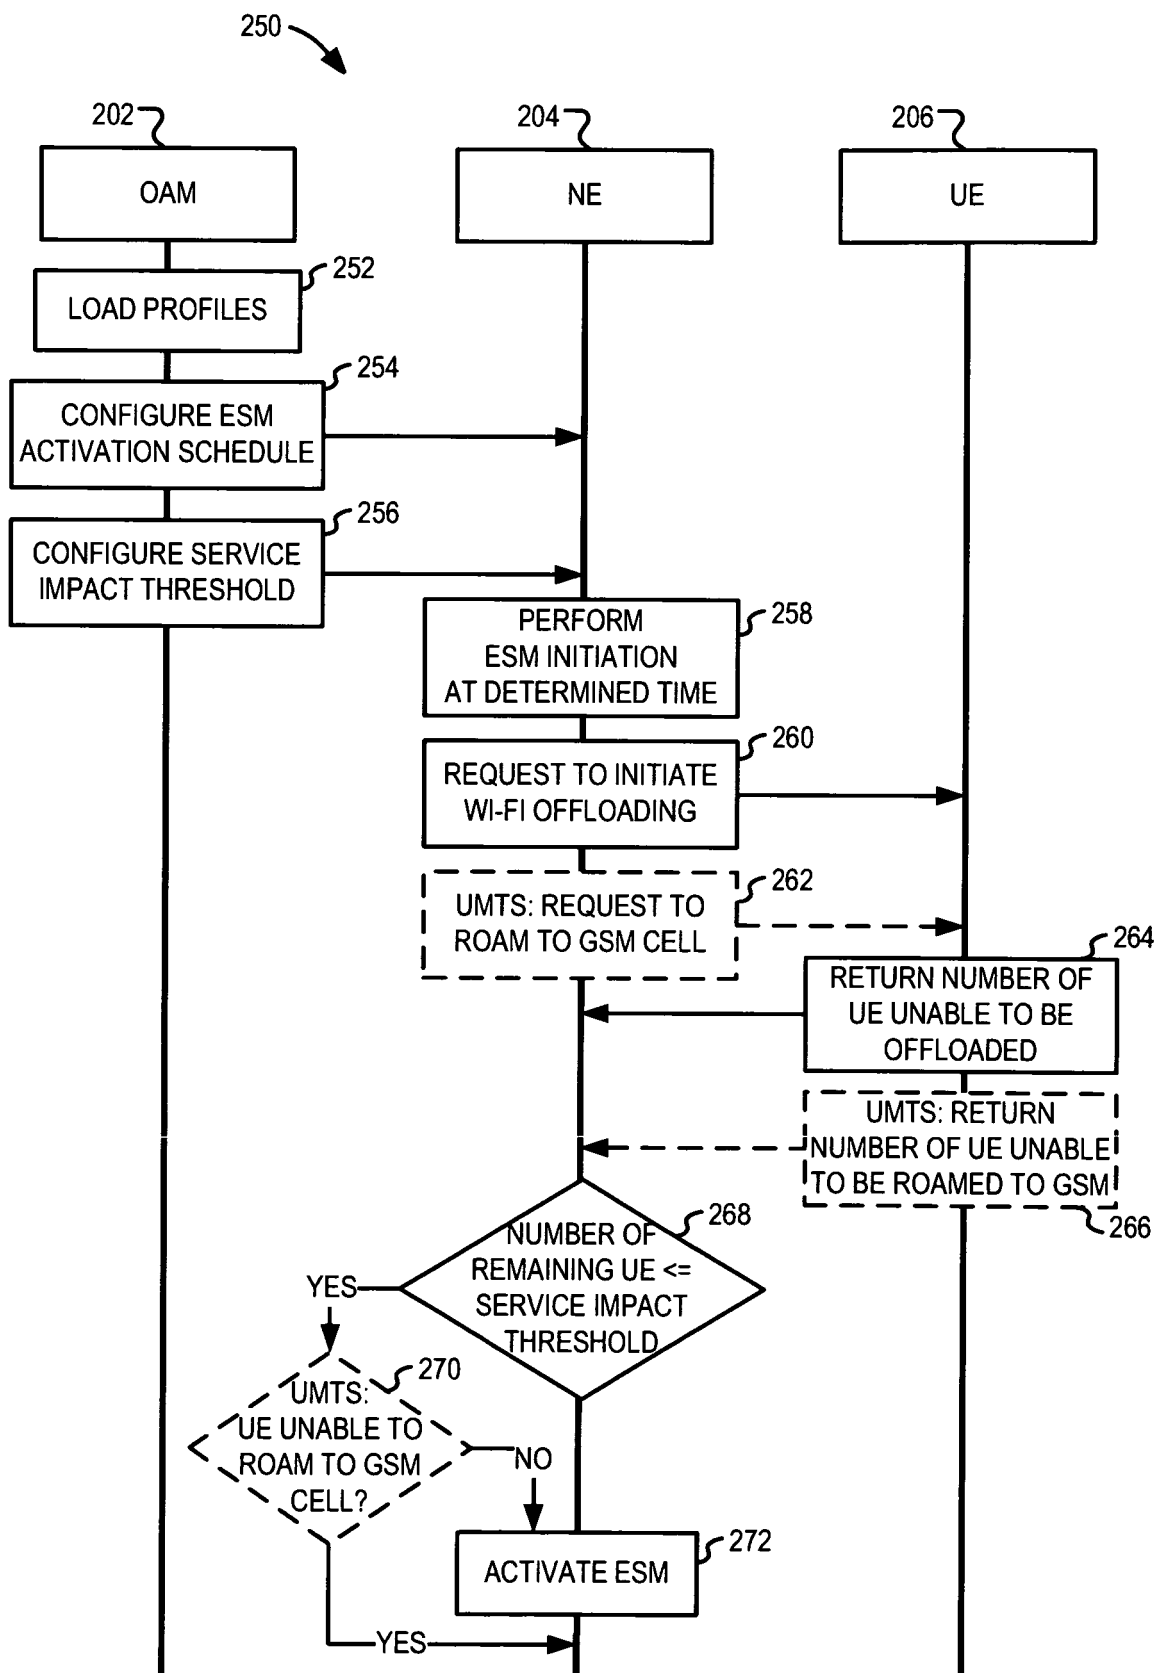 250
202
204
206
OAM
NE
UE
252
LOAD PROFILES
254
CONFIGURE ESM
ACTIVATION SCHEDULE
256
CONFIGURE SERVICE
IMPACT THRESHOLD
258
PERFORM
ESM INITIATION
AT DETERMINED TIME
260
REQUEST TO INITIATE
WI-FI OFFLOADING
262
UMTS: REQUEST TO
ROAM TO GSM CELL
264
RETURN NUMBER OF
UE UNABLE TO BE
OFFLOADED
UMTS: RETURN
NUMBER OF UE UNABLE
TO BE ROAMED TO GSM
266
268
NUMBER OF
REMAINING UE <=
SERVICE IMPACT
THRESHOLD
YES
270
UMTS:
UE UNABLE TO
ROAM TO GSM
CELL?
NO
272
ACTIVATE ESM
YES